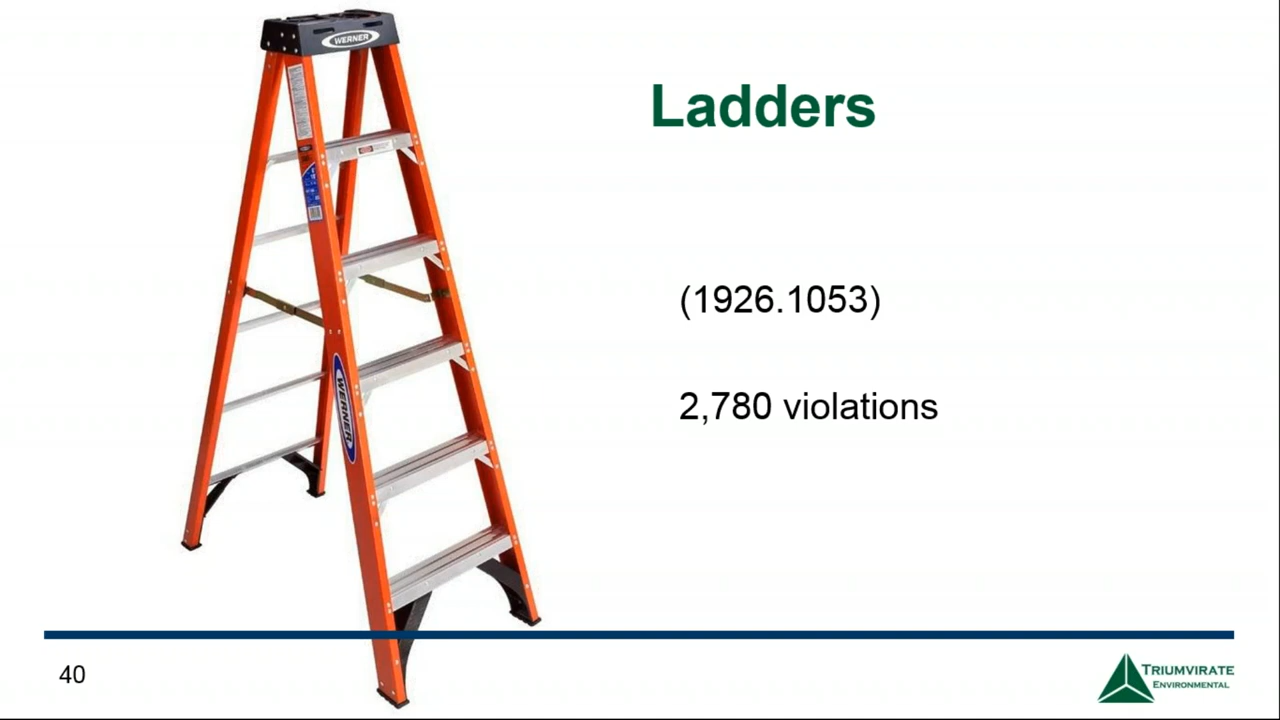 WERNER
Ladders
(1926.1053)
2,780 violations
WERNER
40
TRIUMVIRATE
ENVIRONMENTAL